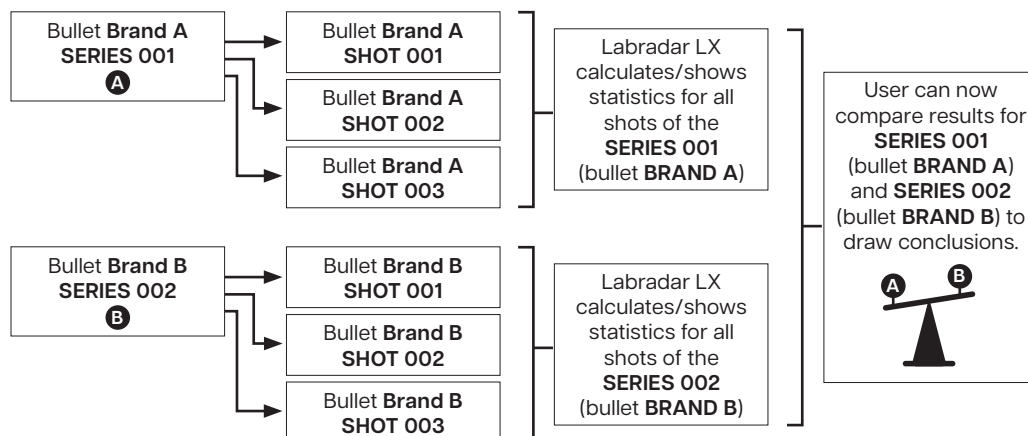 Bullet Brand A
SERIES 001
A
Bullet Brand A
SHOT 001
Bullet Brand A
SHOT 002
Bullet Brand A
SHOT 003
Labradar LX
calculates/shows
statistics for all
shots of the
SERIES 001
(bullet BRAND A)
Bullet Brand B
SERIES 002
B
Bullet Brand B
SHOT 001
Bullet Brand B
SHOT 002
Bullet Brand B
SHOT 003
Labradar LX
calculates/shows
statistics for all
shots of the
SERIES 002
(bullet BRAND B)
User can now
compare results for
SERIES 001
(bullet BRAND A)
and SERIES 002
(bullet BRAND B) to
draw conclusions.
A
B